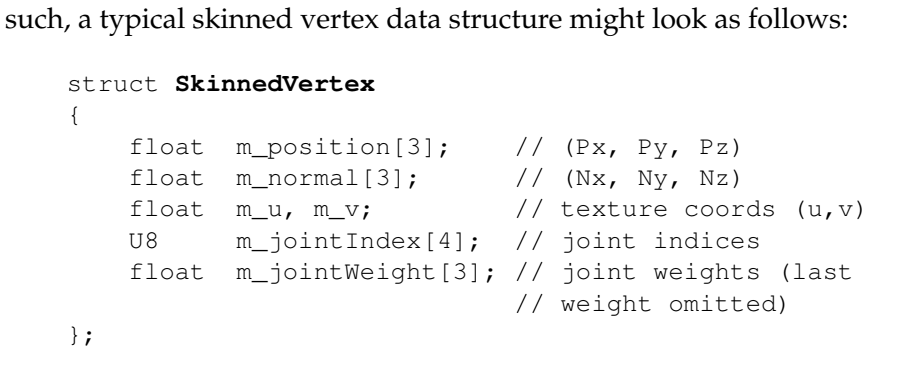 such, a typical skinned vertex data structure might look as follows:
struct SkinnedVertex
{
    float  m_position[3];    // (Px, Py, Pz)
    float  m_normal[3];      // (Nx, Ny, Nz)
    float  m_u, m_v;         // texture coords (u,v)
    U8     m_jointIndex[4];  // joint indices
    float  m_jointWeight[3]; // joint weights (last
                             // weight omitted)
};